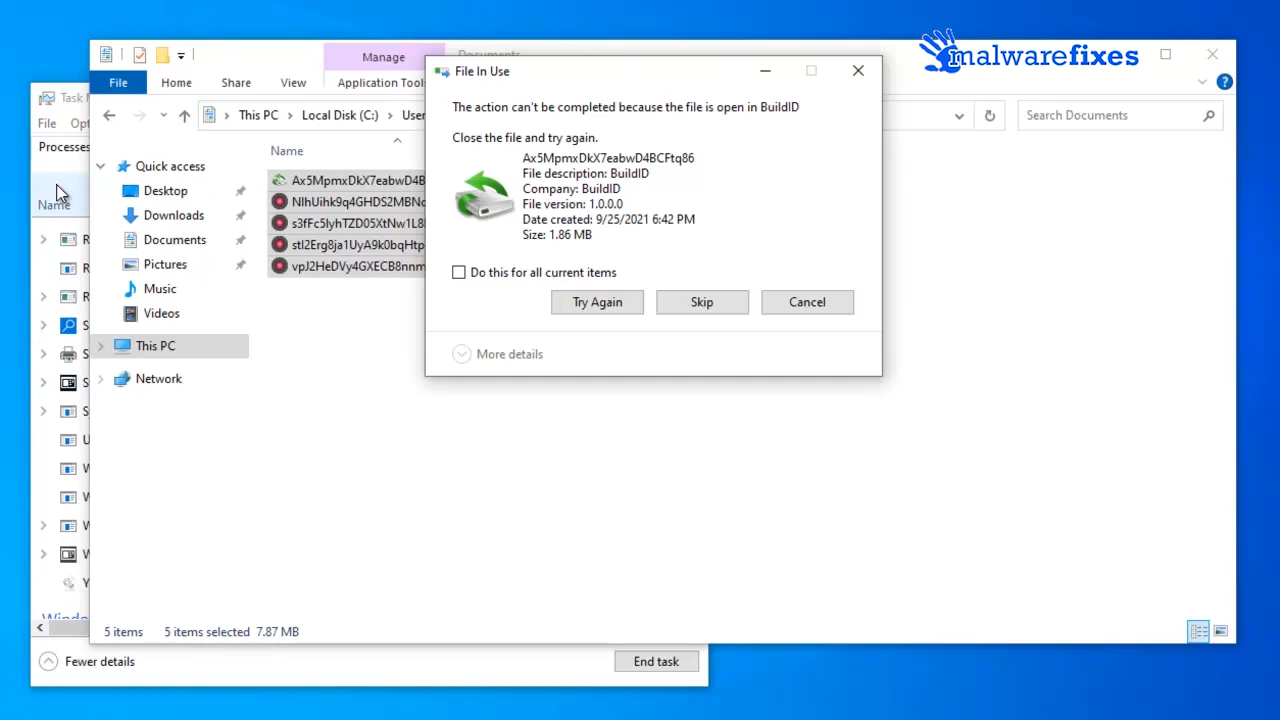 malwarefixes
Manage
Documents
File
Home
Share
View
Application Tools
This PC
Local Disk (C:)
Search Documents
Task
File
Processes
Name
Quick access
Desktop
Downloads
Documents
Pictures
Music
Videos
This PC
Network
Name
Ax5MpmxDkX7eabwD4B
s3fFc5lyhTZD05XtNw1L8
stl2Erg8ja1UyA9k0bqHtp
vpJ2HeDVy4GXECB8nnm
File In Use
The action can't be completed because the file is open in BuildID
Close the file and try again.
Ax5MpmxDkX7eabwD4BCFtq86
File description: BuildID
Company: BuildID
File version: 1.0.0.0
Date created: 9/25/2021 6:42 PM
Size: 1.86 MB
Do this for all current items
Try Again
Skip
Cancel
More details
5 items
5 items selected 7.87 MB
Fewer details
End task